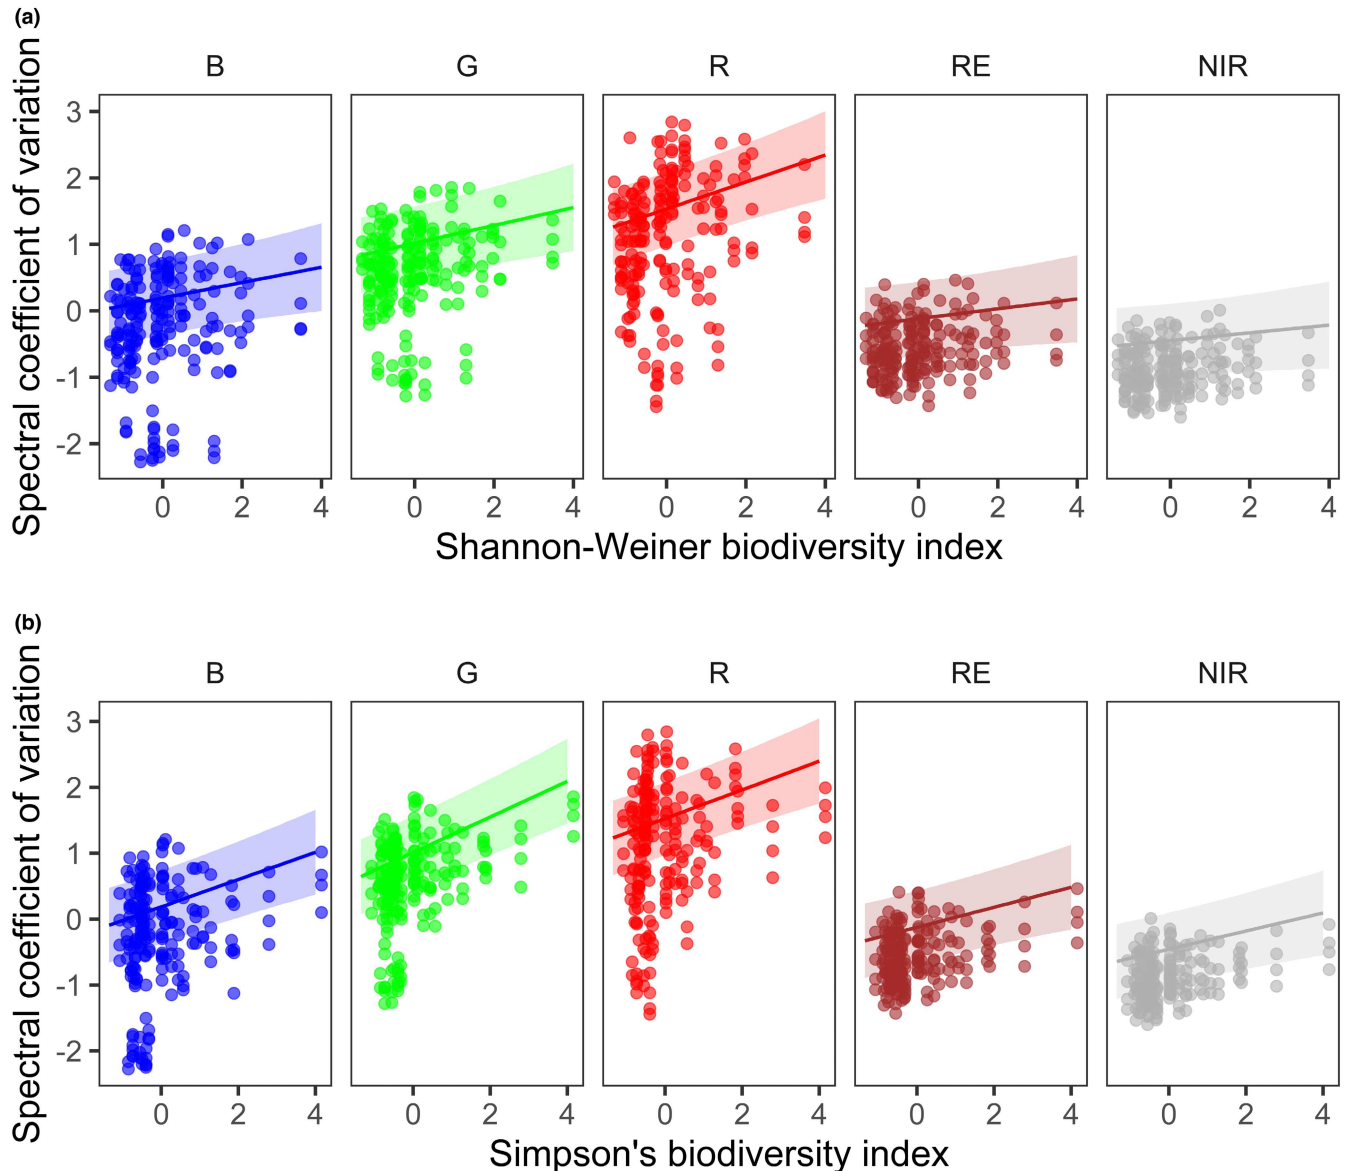 (a)
Spectral coefficient of variation
B G R RE NIR
3
2
1
0
-1
-2
0 2 4 0 2 4 0 2 4 0 2 4 0 2 4
Shannon-Weiner biodiversity index
(b)
Spectral coefficient of variation
B G R RE NIR
3
2
1
0
-1
-2
0 2 4 0 2 4 0 2 4 0 2 4 0 2 4
Simpson's biodiversity index